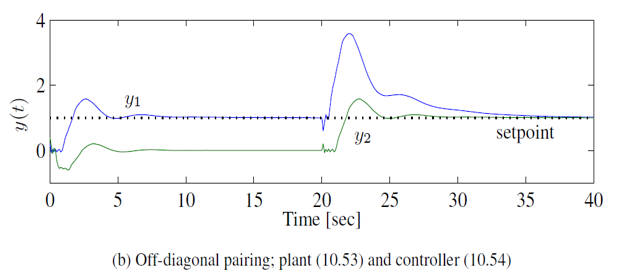 4
2
0
y(t)
y₁
y₂
setpoint
0 5 10 15 20 25 30 35 40
Time [sec]
(b) Off-diagonal pairing; plant (10.53) and controller (10.54)